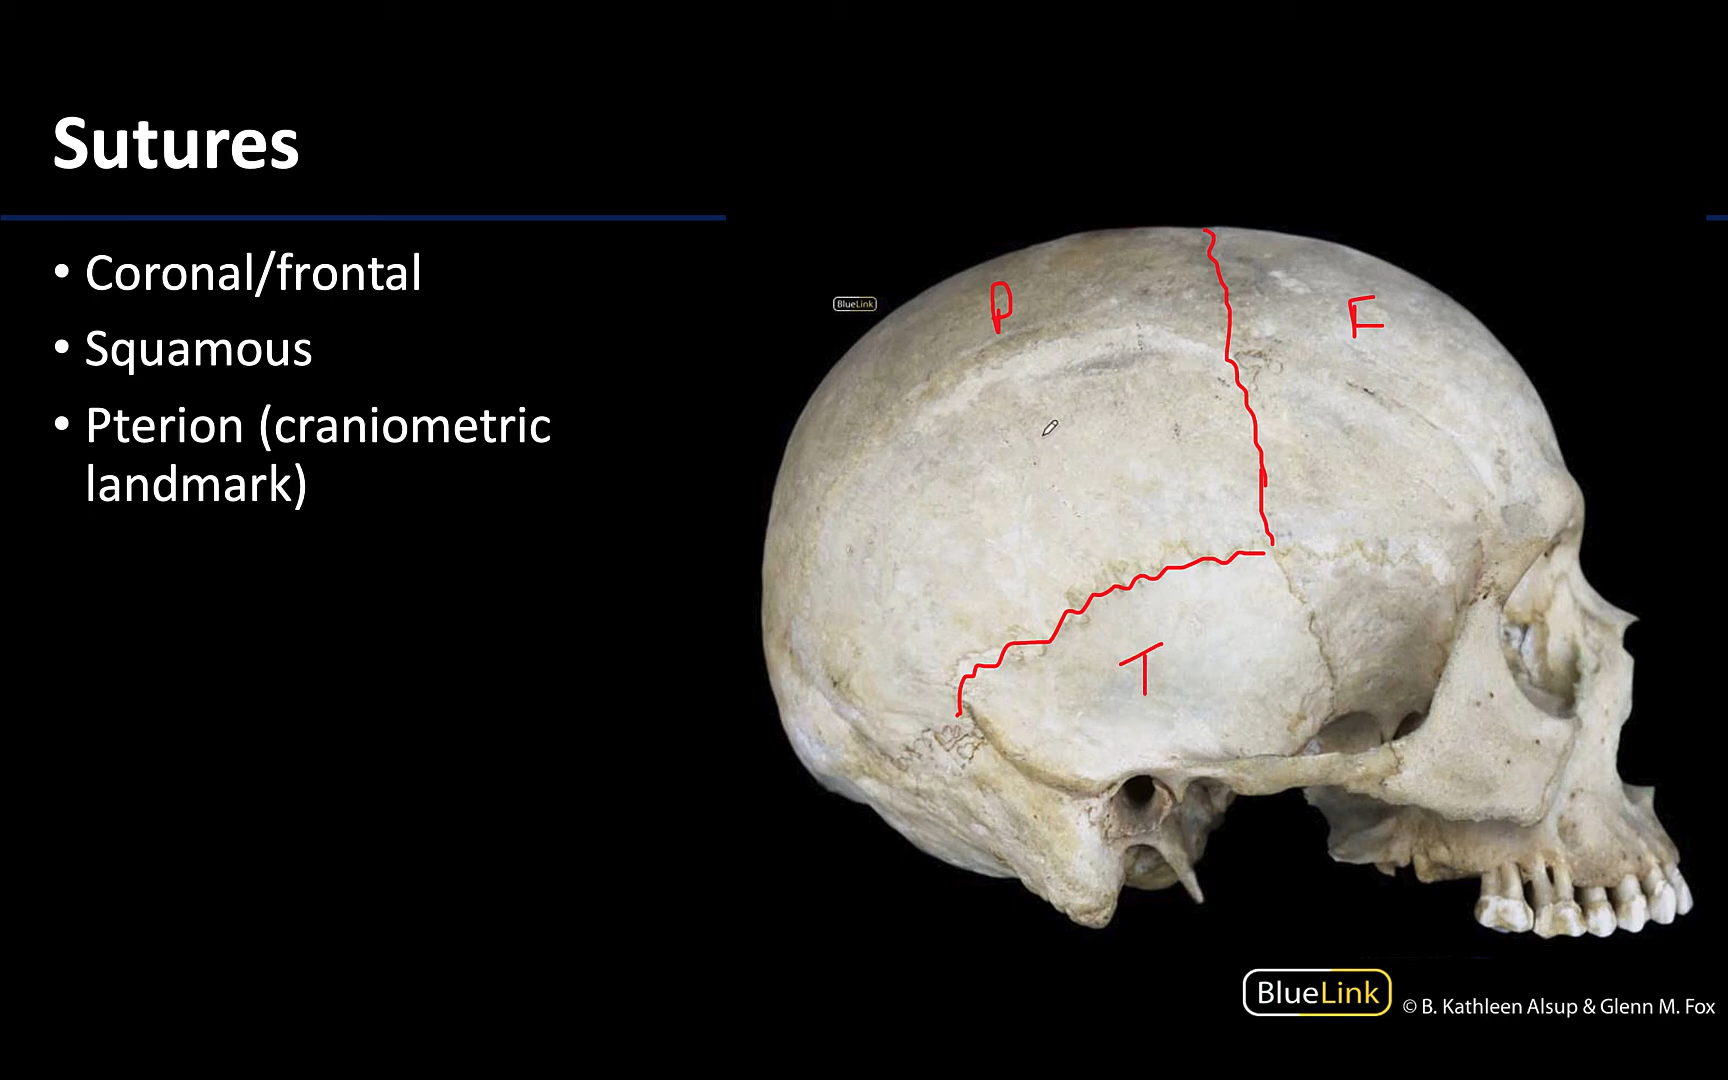 Sutures
• Coronal/frontal
• Squamous
• Pterion (craniometric
landmark)
BlueLink
P
F
T
BlueLink
© B. Kathleen Alsup & Glenn M. Fox